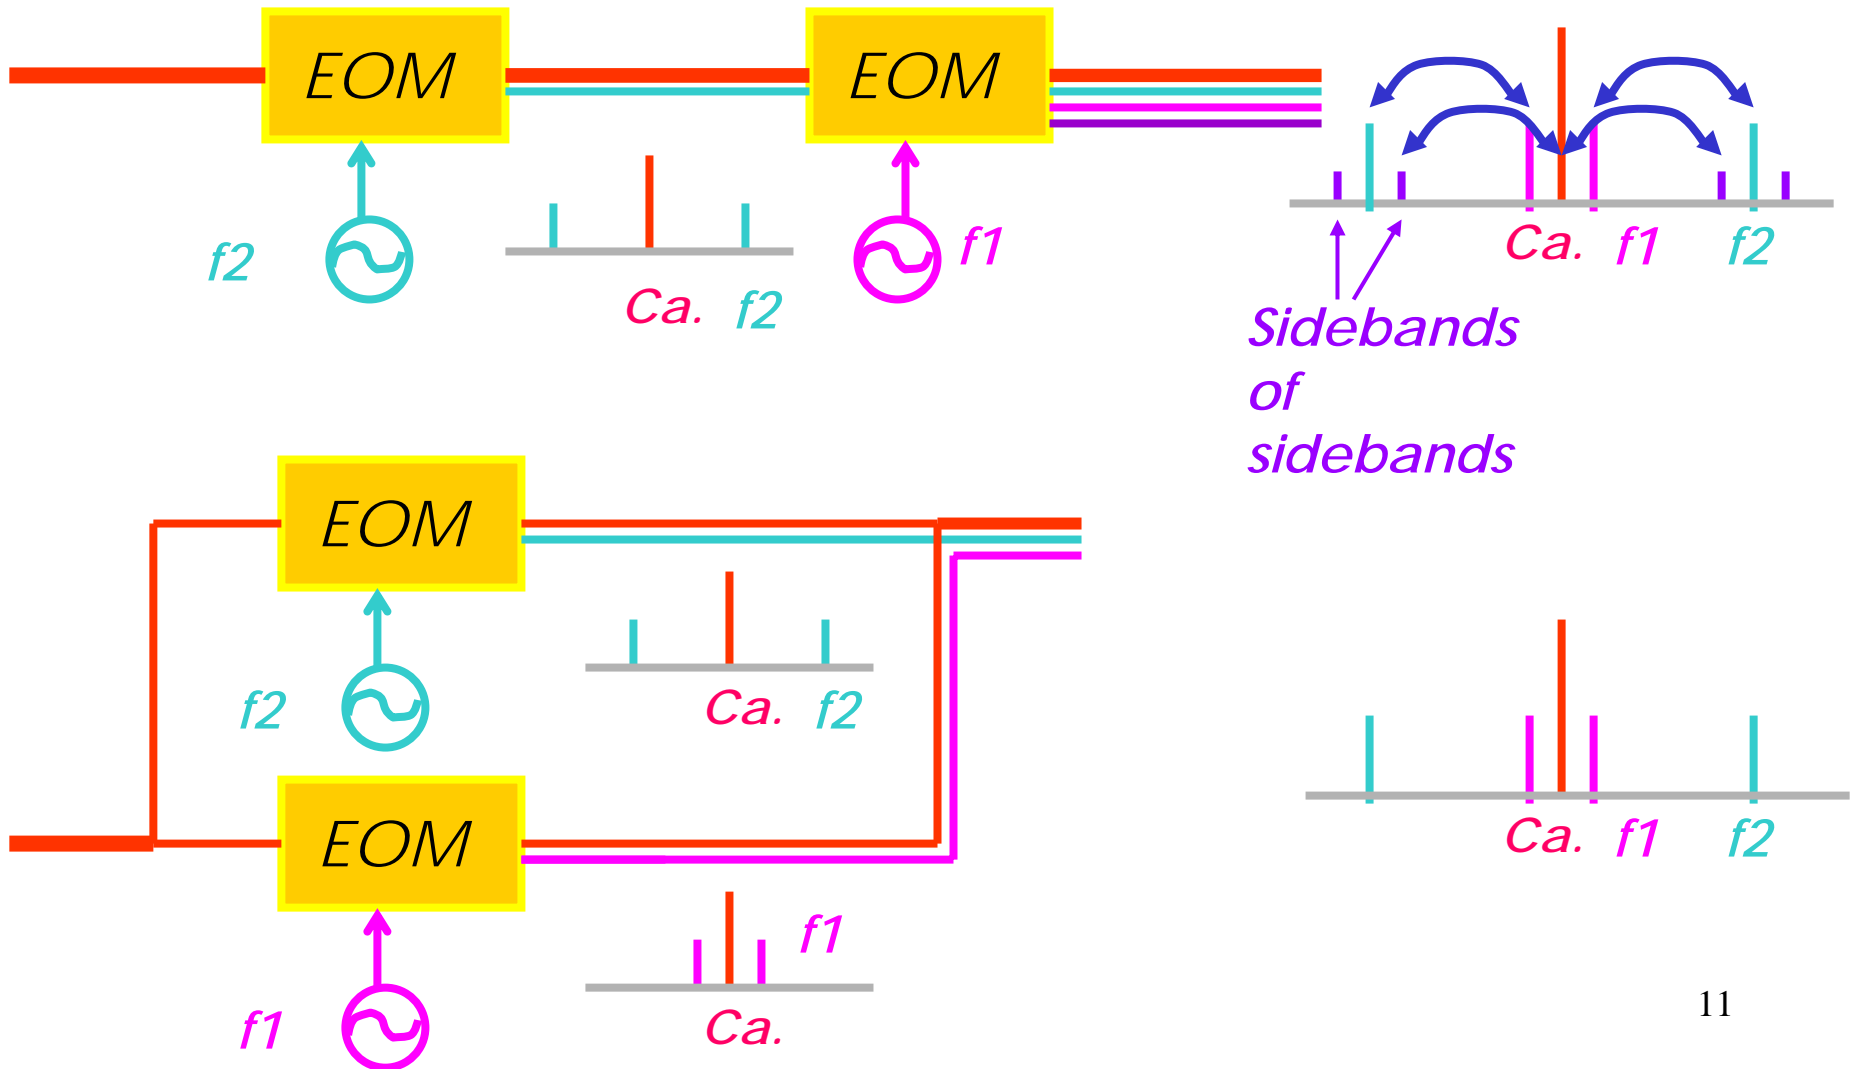 EOM
EOM
f2
f1
Ca. f2
Ca. f1 f2
Sidebands
of
sidebands
EOM
f2
Ca. f2
EOM
f1
f1
Ca.
Ca. f1 f2
11